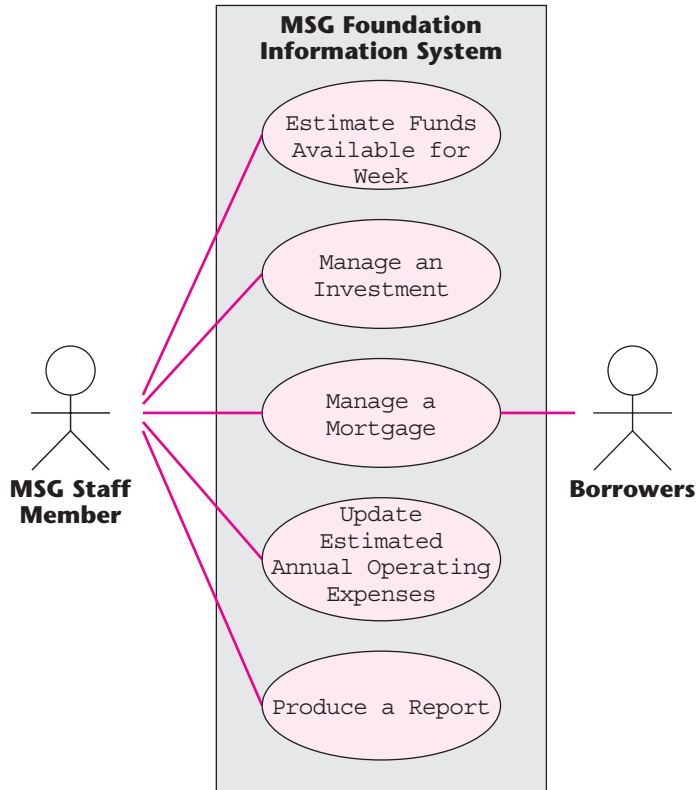 MSG Foundation
Information System
Estimate Funds
Available for
Week
Manage an
Investment
Manage a
Mortgage
MSG Staff
Member
Borrowers
Update
Estimated
Annual Operating
Expenses
Produce a Report